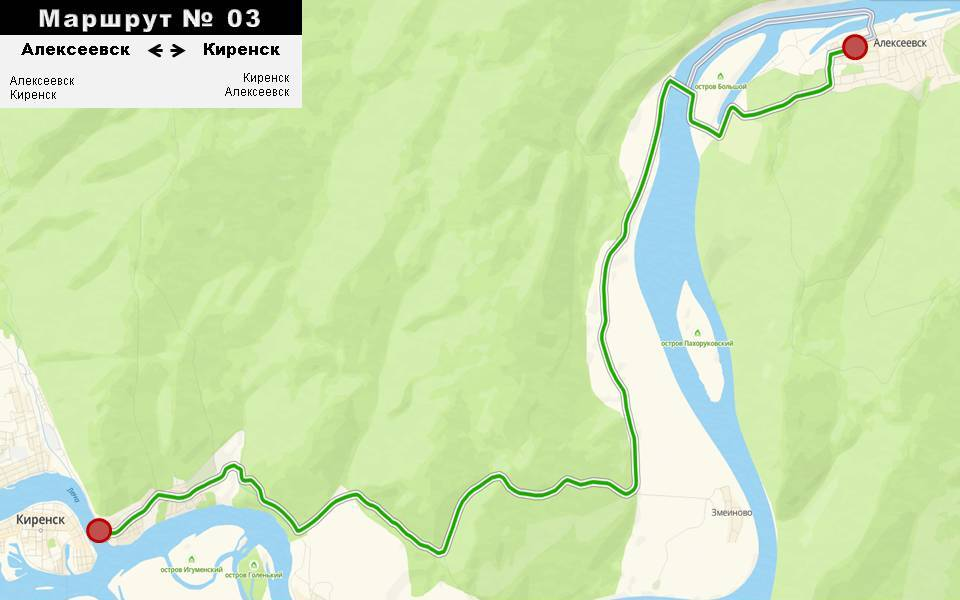 Маршрут № 03
Алексеевск Киренск
Алексеевск
Киренск
Киренск
Алексеевск
Алексеевск
остров Большой
остров Пахоруковский
Лена
Киренск
Змеиново
остров Игуменский
остров Голенький